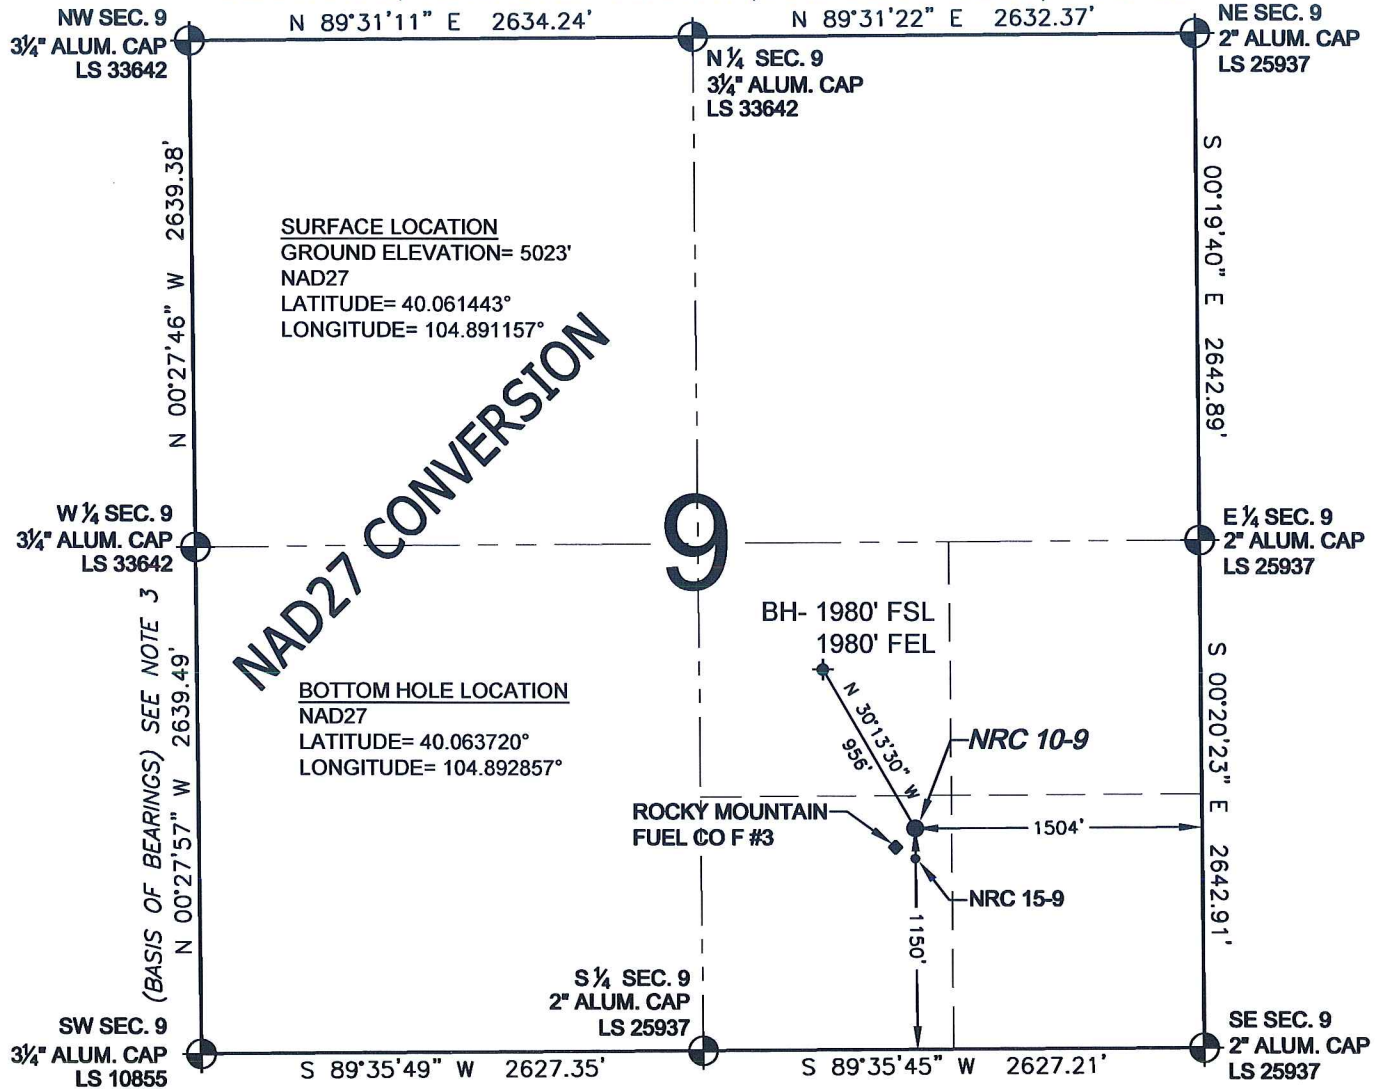 NW SEC. 9
3¼" ALUM. CAP
LS 33642
N 89°31'11" E 2634.24'
N 89°31'22" E 2632.37'
NE SEC. 9
2" ALUM. CAP
LS 25937
N ¼ SEC. 9
3¼" ALUM. CAP
LS 33642
N 00°27'46" W 2639.38'
S 00°19'40" E 2642.89'
SURFACE LOCATION
GROUND ELEVATION= 5023'
NAD27
LATITUDE= 40.061443°
LONGITUDE= 104.891157°
NAD27 CONVERSION
9
W ¼ SEC. 9
3¼" ALUM. CAP
LS 33642
E ¼ SEC. 9
2" ALUM. CAP
LS 25937
BH- 1980' FSL
1980' FEL
(BASIS OF BEARINGS) SEE NOTE 3
N 00°27'57" W 2639.49'
S 00°20'23" E 2642.91'
BOTTOM HOLE LOCATION
NAD27
LATITUDE= 40.063720°
LONGITUDE= 104.892857°
N 30°13'30" W
956'
NRC 10-9
ROCKY MOUNTAIN
FUEL CO F #3
1504'
NRC 15-9
1150'
S ¼ SEC. 9
2" ALUM. CAP
LS 25937
SW SEC. 9
3¼" ALUM. CAP
LS 10855
S 89°35'49" W 2627.35'
S 89°35'45" W 2627.21'
SE SEC. 9
2" ALUM. CAP
LS 25937